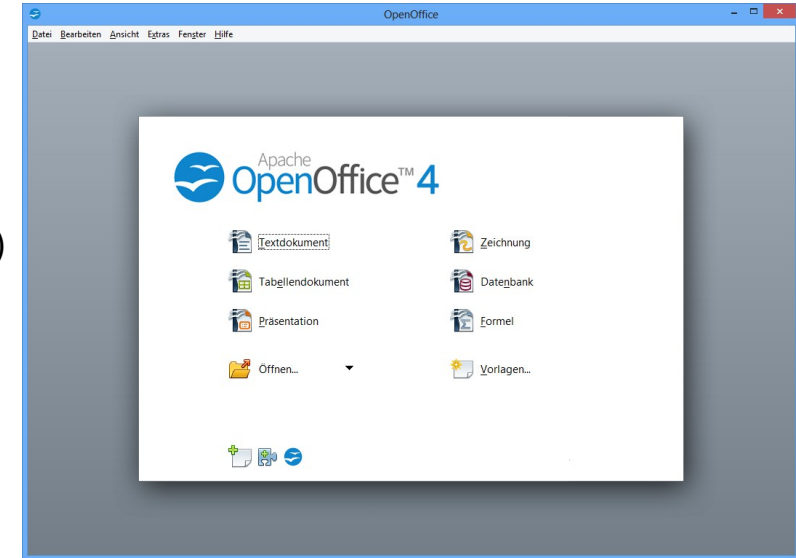 OpenOffice
Datei Bearbeiten Ansicht Extras Fenster Hilfe
Apache
OpenOffice™ 4
Textdokument
Zeichnung
Tabellendokument
Datenbank
Präsentation
Formel
Öffnen...
Vorlagen...
)